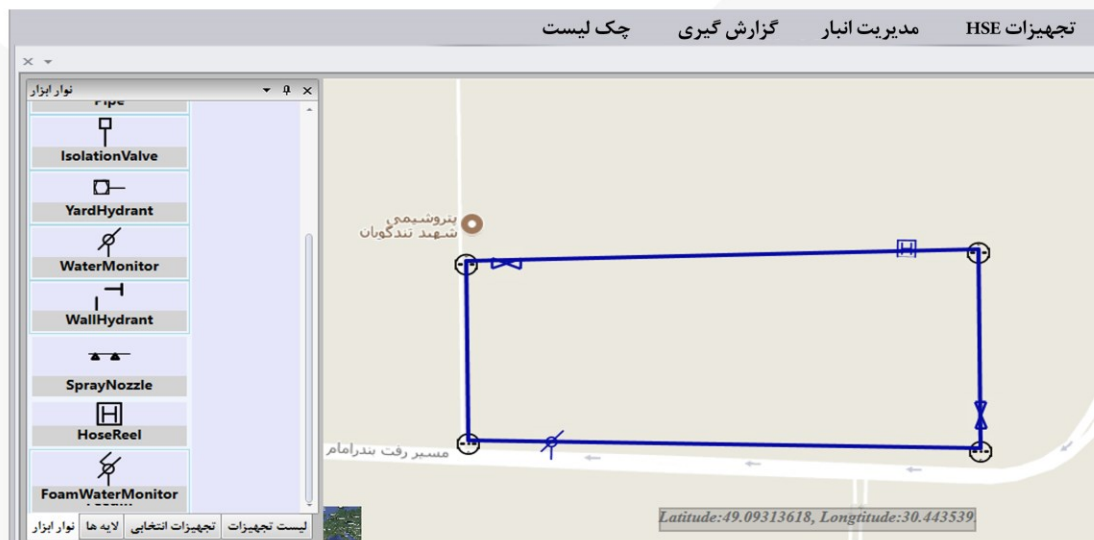 تجهیزات HSE    مدیریت انبار    گزارش گیری    چک لیست
نوار ابزار
Pipe
IsolationValve
YardHydrant
WaterMonitor
WallHydrant
SprayNozzle
HoseReel
FoamWaterMonitor
لیست تجهیزات    تجهیزات انتخابی    لایه ها    نوار ابزار
پتروشیمی
شهید تندگویان
مسیر رفت بندرامام
Latitude:49.09313618, Longtitude:30.443539